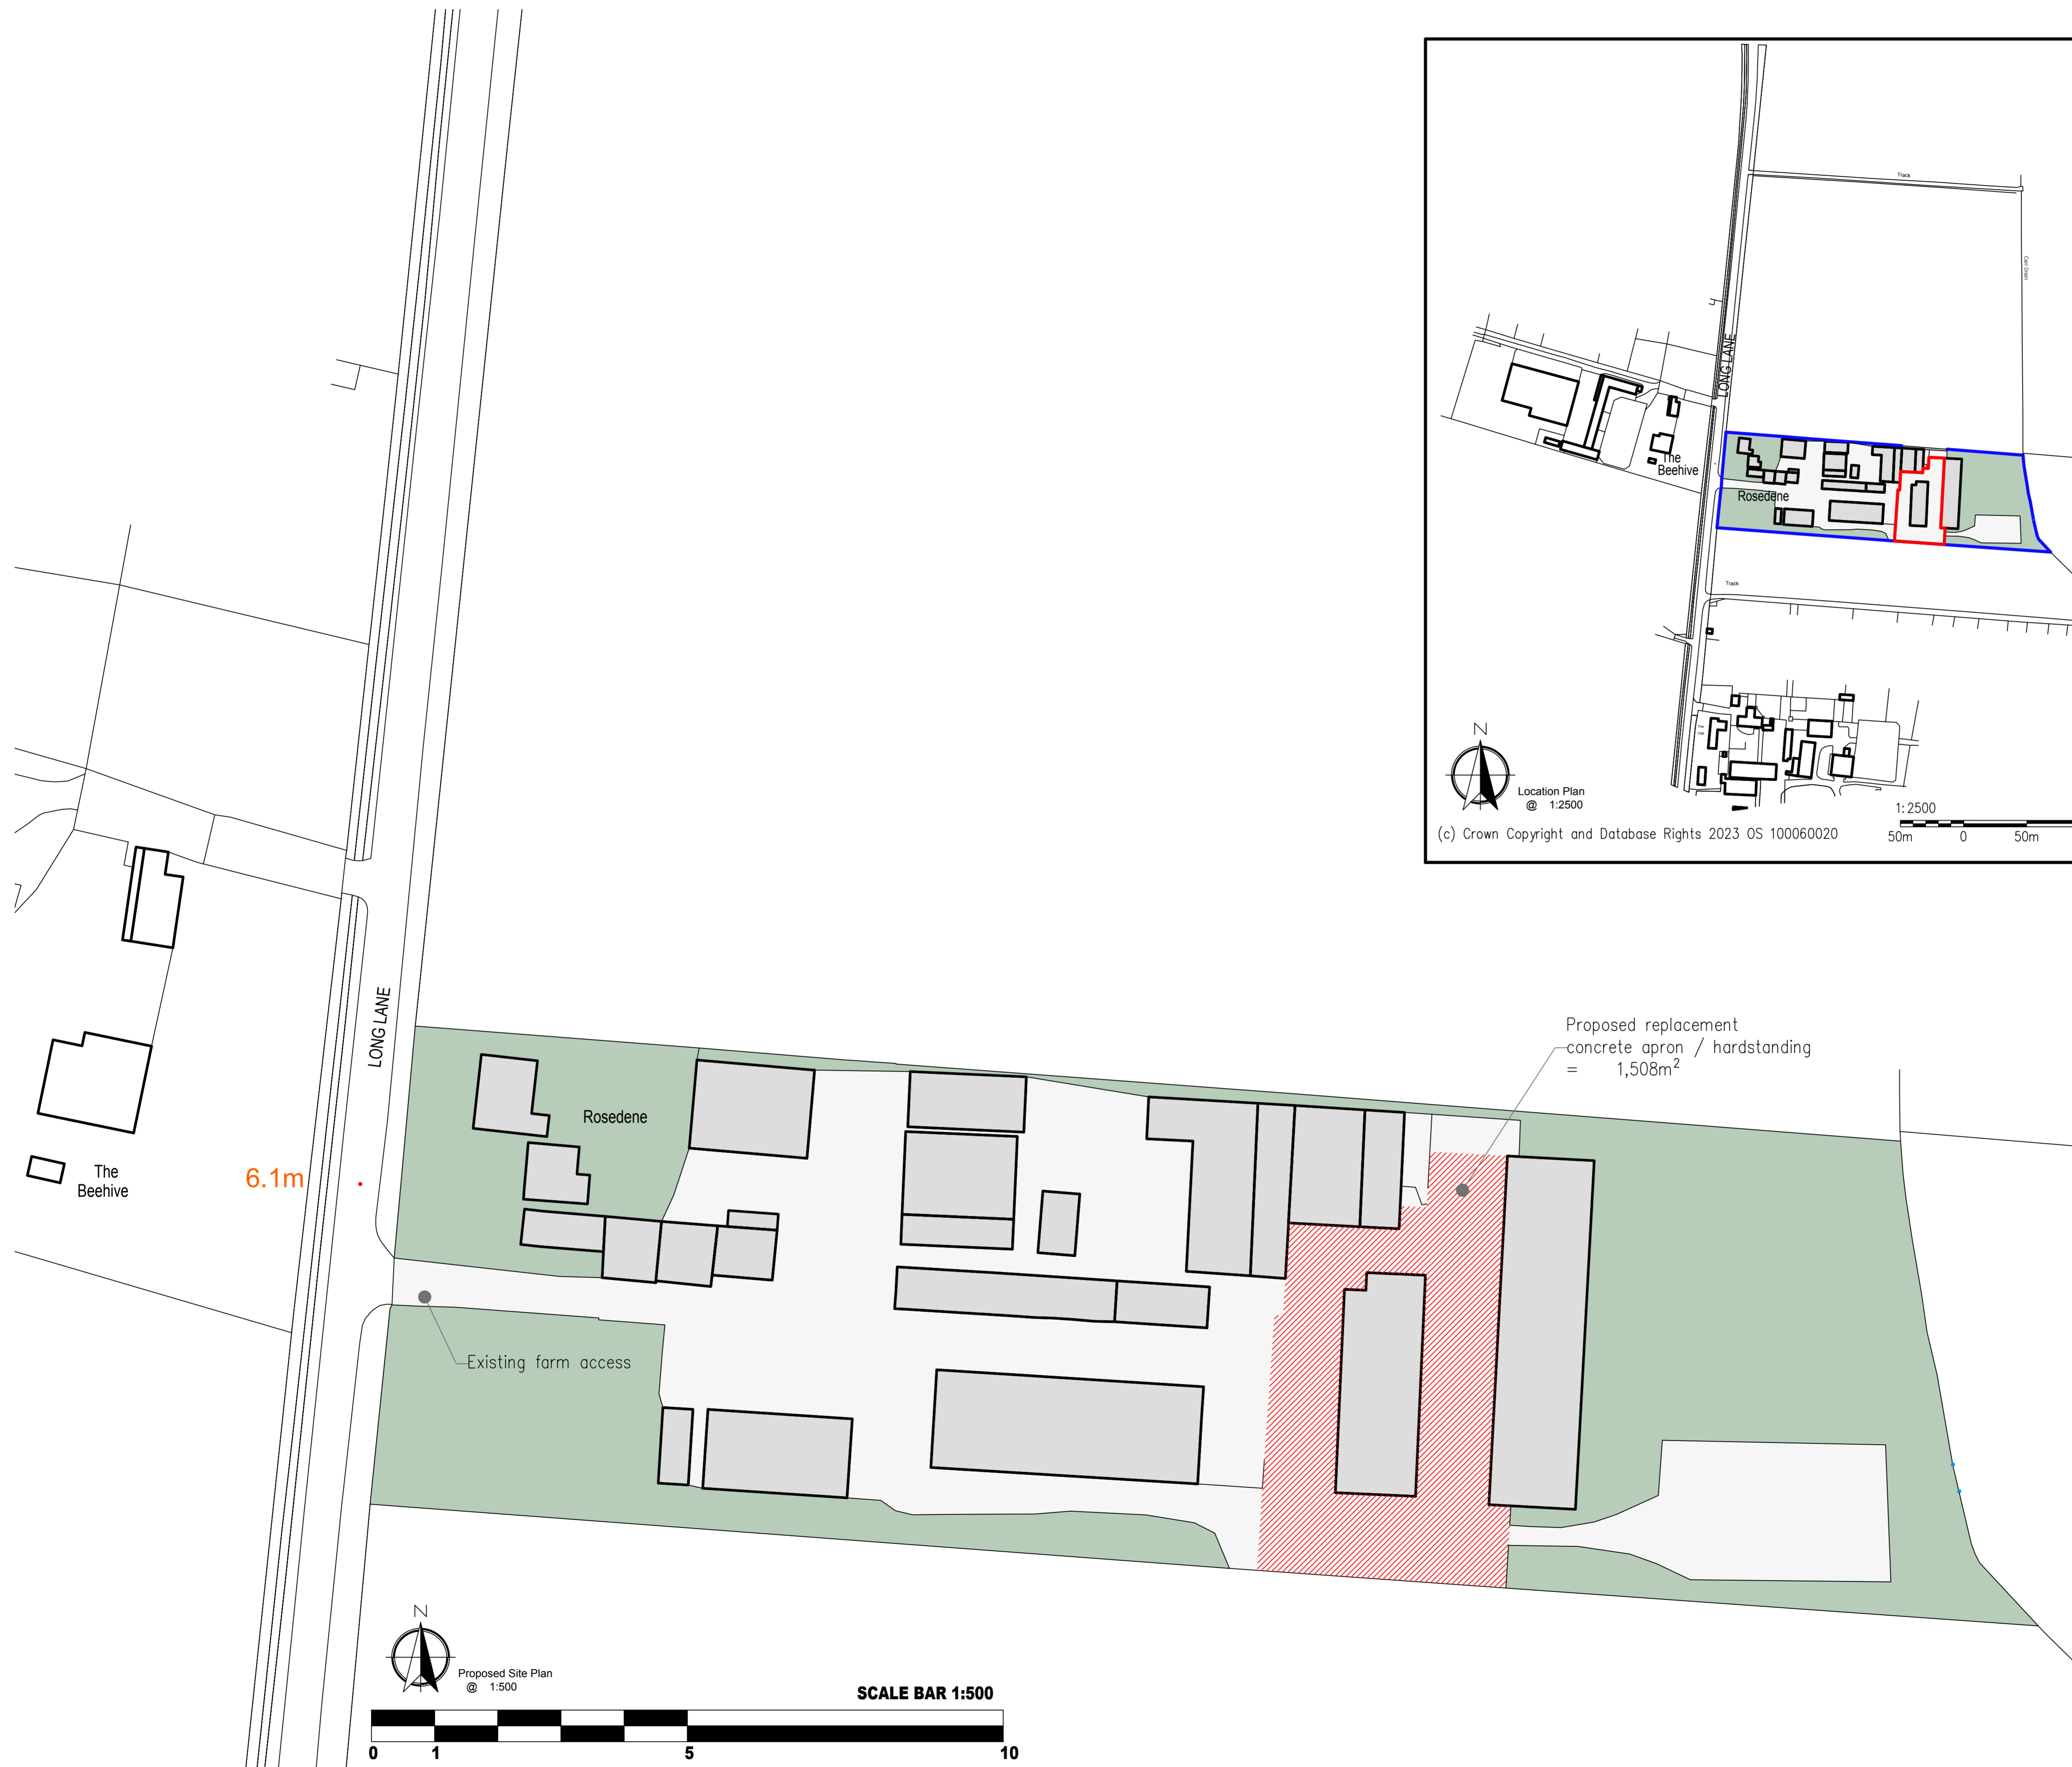 Track
Carr Drain
LONG LANE
The
Beehive
Rosedene
Track
N
Location Plan
@ 1:2500
1:2500
(c) Crown Copyright and Database Rights 2023 OS 100060020
50m 0 50m
LONG LANE
Proposed replacement
concrete apron / hardstanding
= 1,508m²
Rosedene
The
Beehive
6.1m
Existing farm access
N
Proposed Site Plan
@ 1:500
SCALE BAR 1:500
0 1 5 10